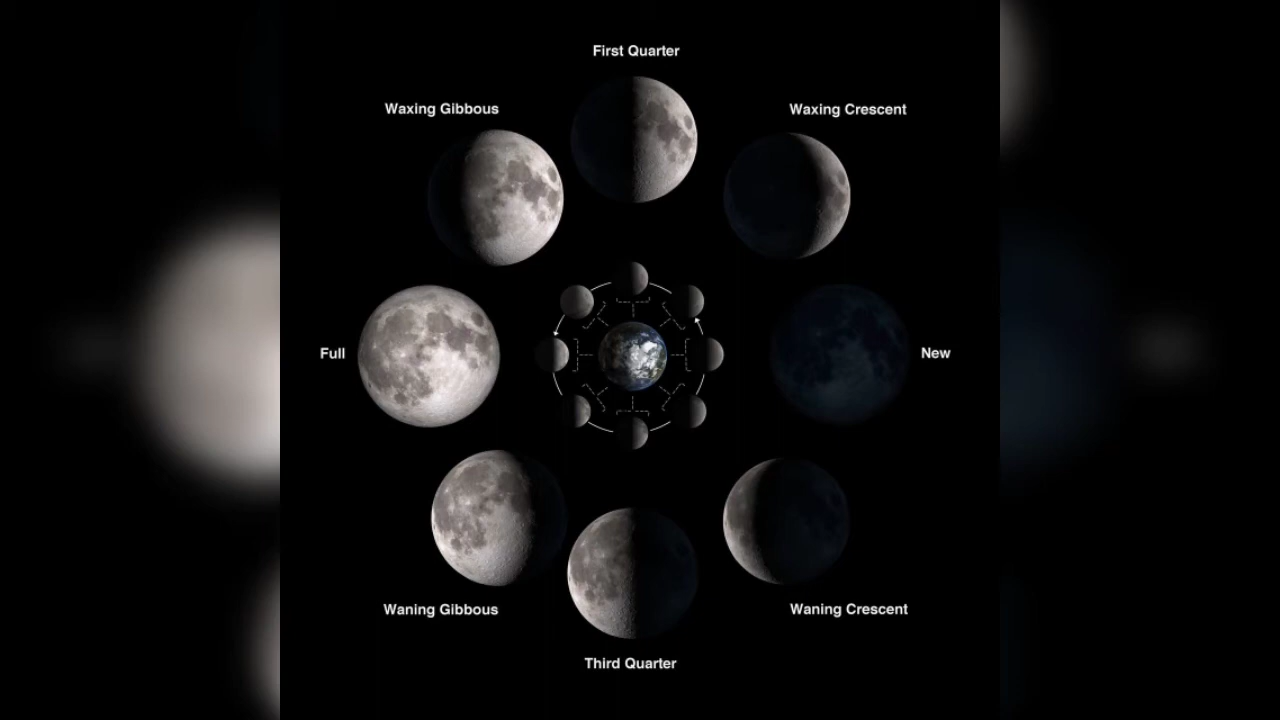 First Quarter
Waxing Gibbous
Waxing Crescent
Full
New
Waning Gibbous
Waning Crescent
Third Quarter